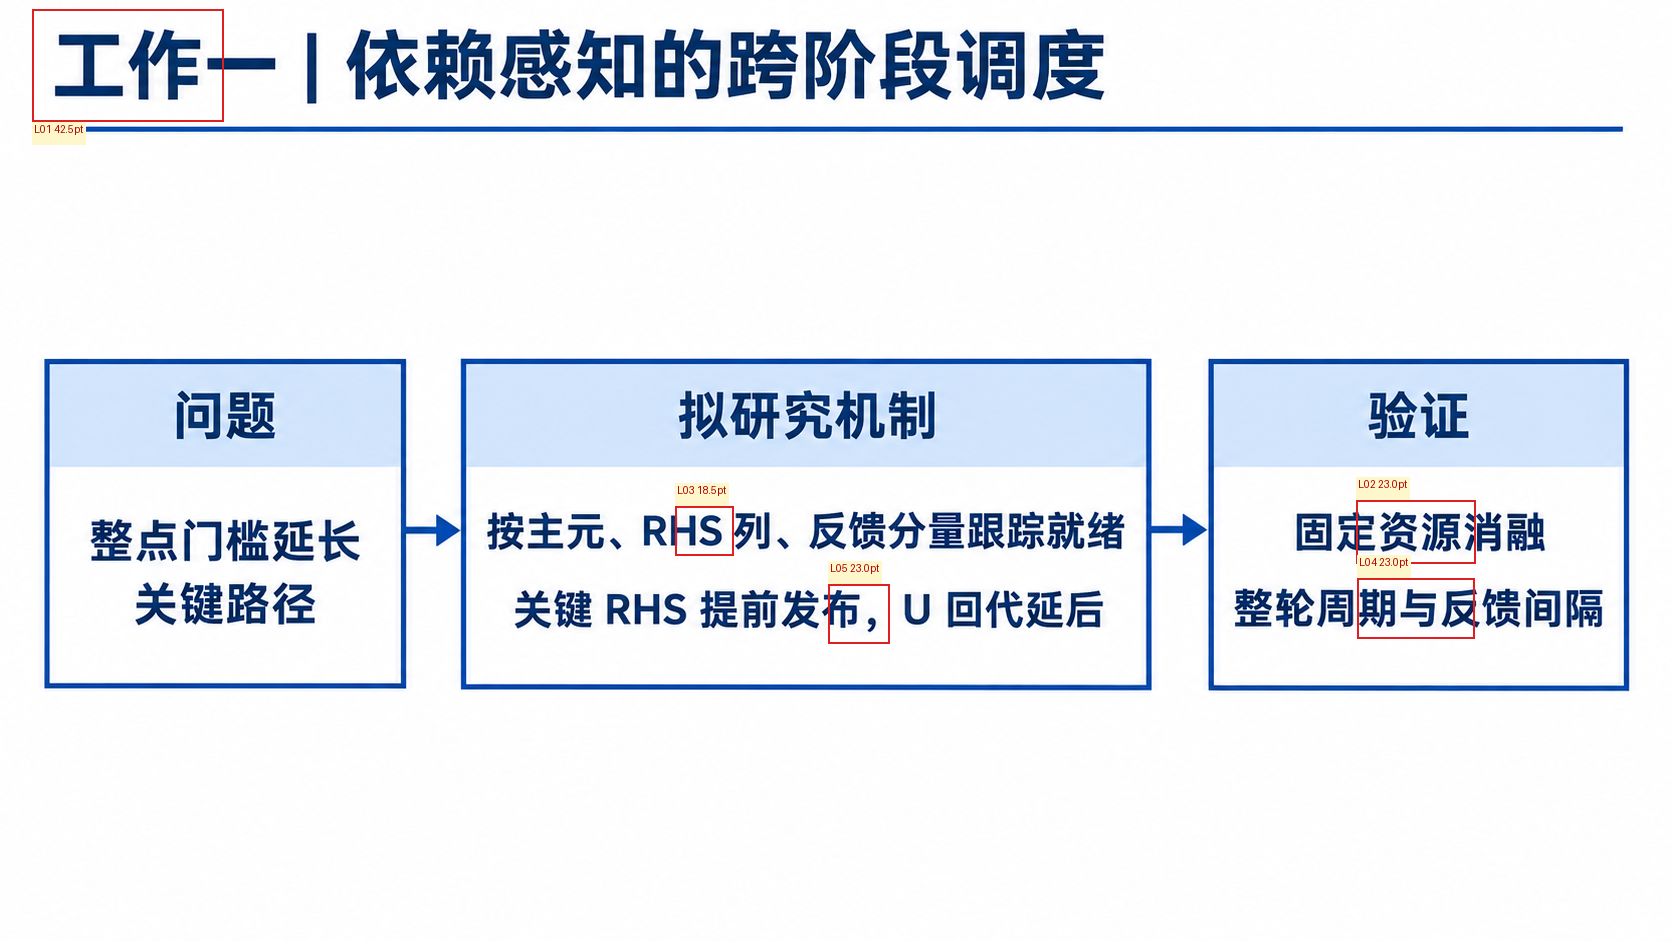 工作一 | 依赖感知的跨阶段调度
L01 42.5pt
问题
整点门槛延长
关键路径
拟研究机制
L03 18.5pt
按主元、RHS 列、反馈分量跟踪就绪
L05 23.0pt
关键 RHS 提前发布，U 回代延后
验证
L02 23.0pt
固定资源消融
L04 23.0pt
整轮周期与反馈间隔